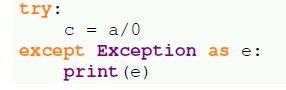 try:
    c = a/0
except Exception as e:
    print(e)